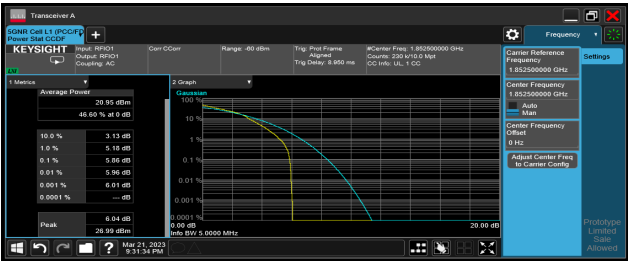 Transceiver A
SGNR Cell L1 (PCC/FD
Power Stat CCDF
Frequency
KEYSIGHT
LXI
Input: RFIO1
Output: RFIO1
Coupling: AC
Corr CCorr
Range: -60 dBm
Trig: Prot Frame
Aligned
Trig Delay: 8.950 ms
#Center Freq: 1.852500000 GHz
Counts: 230 k/10.0 Mpt
CC Info: UL, 1 CC
1 Metrics
Average Power
20.95 dBm
46.60 % at 0 dB
10.0 % 3.13 dB
1.0 % 5.18 dB
0.1 % 5.86 dB
0.01 % 5.96 dB
0.001 % 6.01 dB
0.0001 % --- dB
Peak
6.04 dB
26.99 dBm
2 Graph
Gaussian
100 %
10 %
1 %
0.1 %
0.01 %
0.001 %
0.0001 %
0.00 dB
20.00 dB
Info BW 5.0000 MHz
Carrier Reference
Frequency
1.852500000 GHz
Center Frequency
1.852500000 GHz
Auto
Man
Center Frequency
Offset
0 Hz
Adjust Center Freq
to Carrier Config
Settings
Prototype
Limited
Sale
Allowed
?
Mar 21, 2023
9:31:34 PM